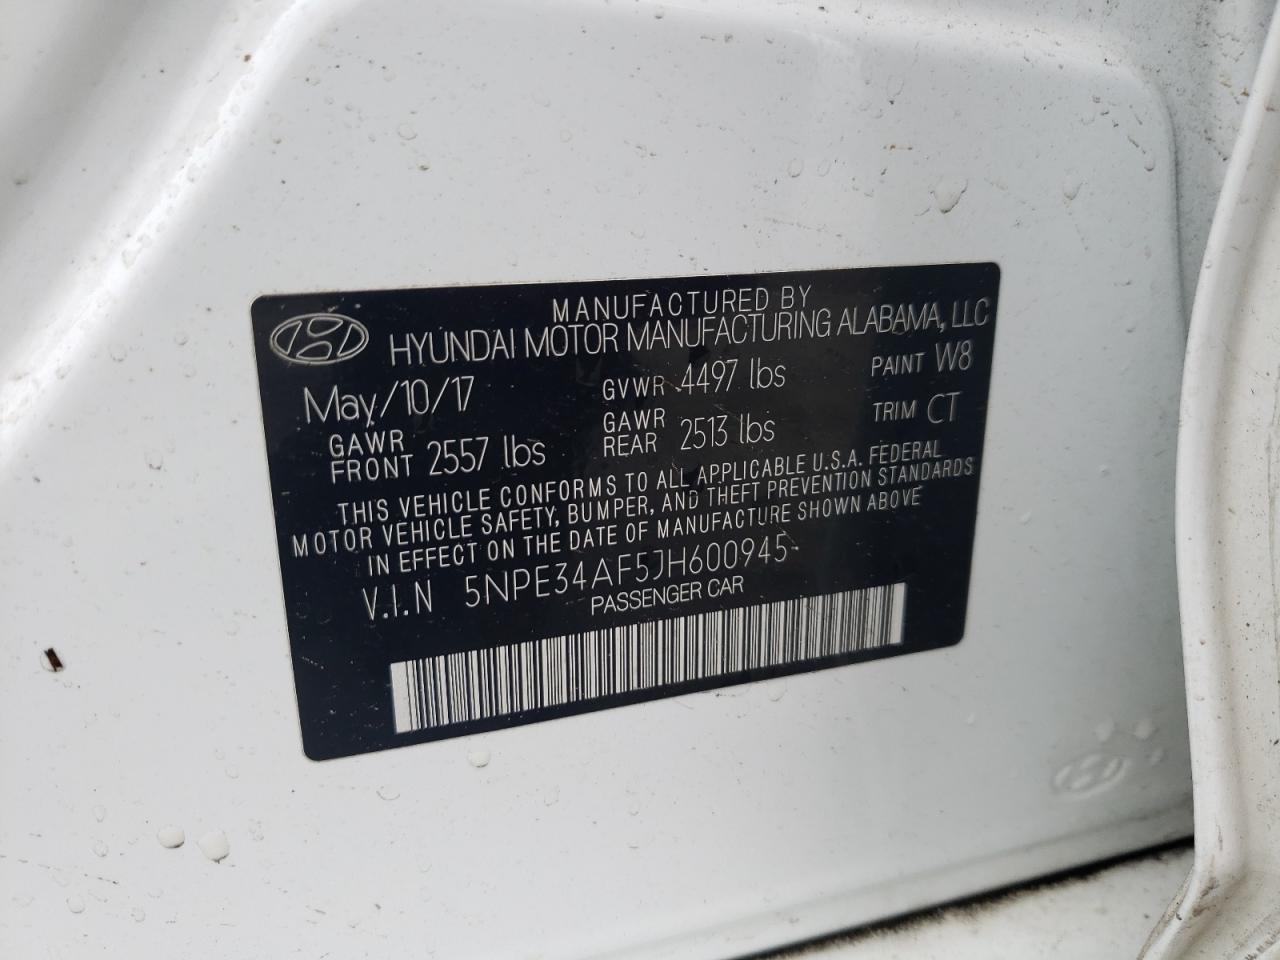 MANUFACTURED BY
HYUNDAI MOTOR MANUFACTURING ALABAMA, LLC
May/10/17 GVWR 4497 lbs PAINT W8
GAWR FRONT 2557 lbs GAWR REAR 2513 lbs TRIM CT
THIS VEHICLE CONFORMS TO ALL APPLICABLE U.S.A. FEDERAL
MOTOR VEHICLE SAFETY, BUMPER, AND THEFT PREVENTION STANDARDS
IN EFFECT ON THE DATE OF MANUFACTURE SHOWN ABOVE
V.I.N 5NPE34AF5JH600945
PASSENGER CAR